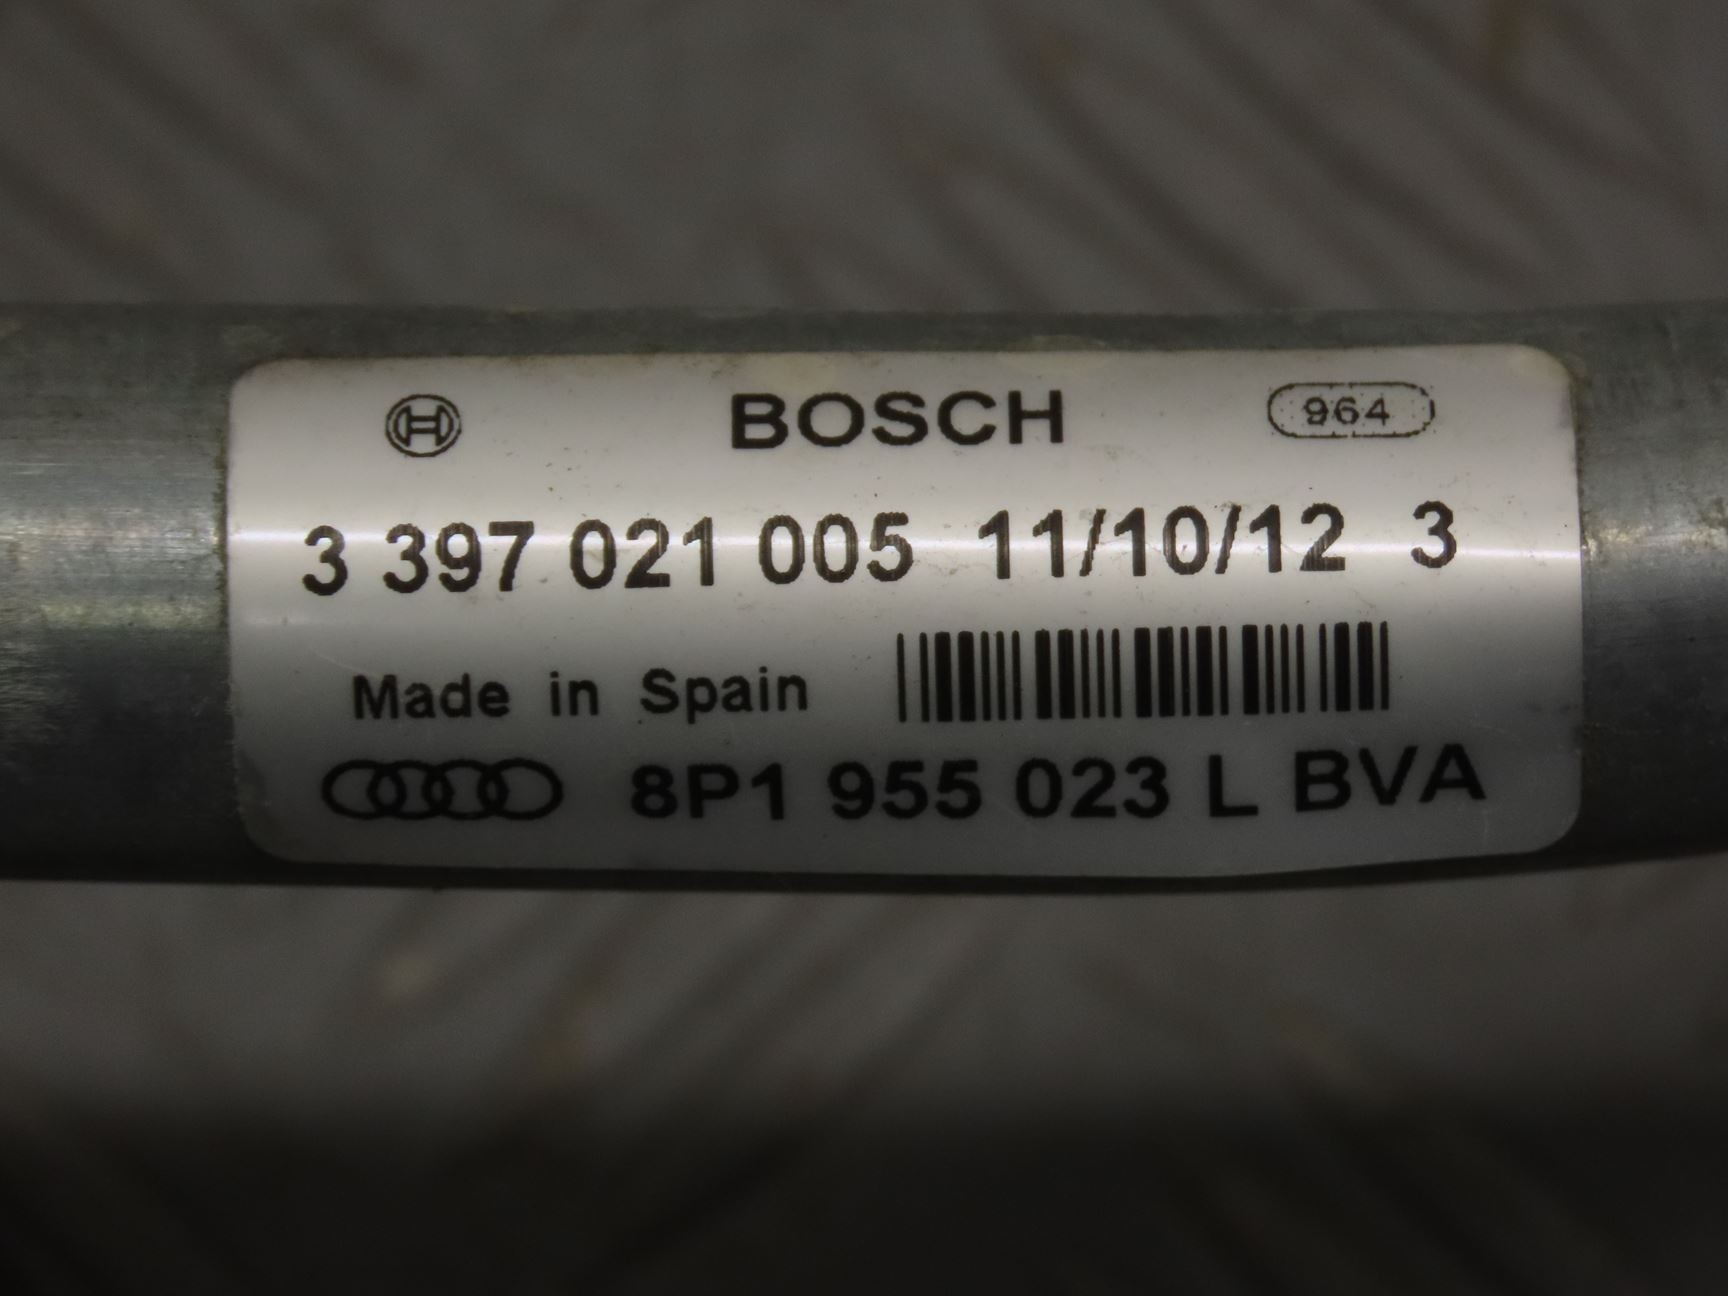 BOSCH 964
3 397 021 005 11/10/12 3
Made in Spain
8P1 955 023 L BVA